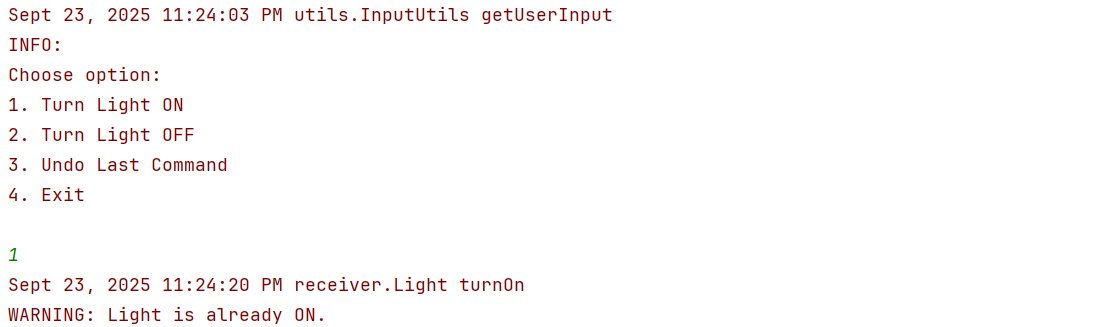 Sept 23, 2025 11:24:03 PM utils.InputUtils getUserInput
INFO:
Choose option:
1. Turn Light ON
2. Turn Light OFF
3. Undo Last Command
4. Exit
1
Sept 23, 2025 11:24:20 PM receiver.Light turnOn
WARNING: Light is already ON.